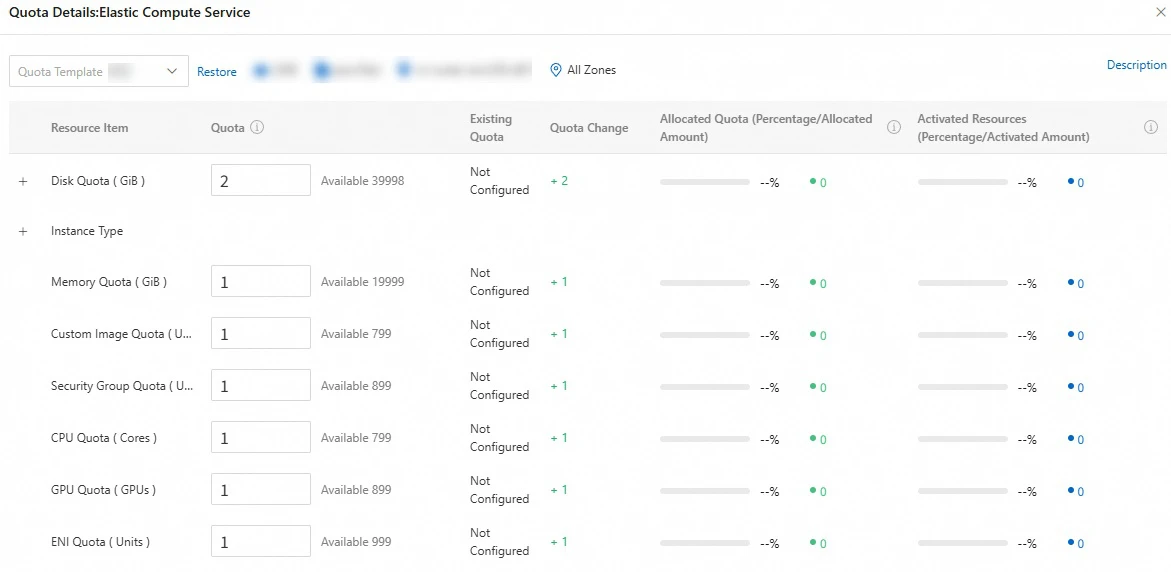 Quota Details:Elastic Compute Service
Quota Template
Restore
All Zones
Description
Resource Item
Quota
Existing
Quota
Quota Change
Allocated Quota (Percentage/Allocated
Amount)
Activated Resources
(Percentage/Activated Amount)
+ Disk Quota ( GiB )
2
Available 39998
Not
Configured
+ 2
--%
0
--%
0
+ Instance Type
Memory Quota ( GiB )
1
Available 19999
Not
Configured
+ 1
--%
0
--%
0
Custom Image Quota ( U...
1
Available 799
Not
Configured
+ 1
--%
0
--%
0
Security Group Quota ( U...
1
Available 899
Not
Configured
+ 1
--%
0
--%
0
CPU Quota ( Cores )
1
Available 799
Not
Configured
+ 1
--%
0
--%
0
GPU Quota ( GPUs )
1
Available 899
Not
Configured
+ 1
--%
0
--%
0
ENI Quota ( Units )
1
Available 999
Not
Configured
+ 1
--%
0
--%
0